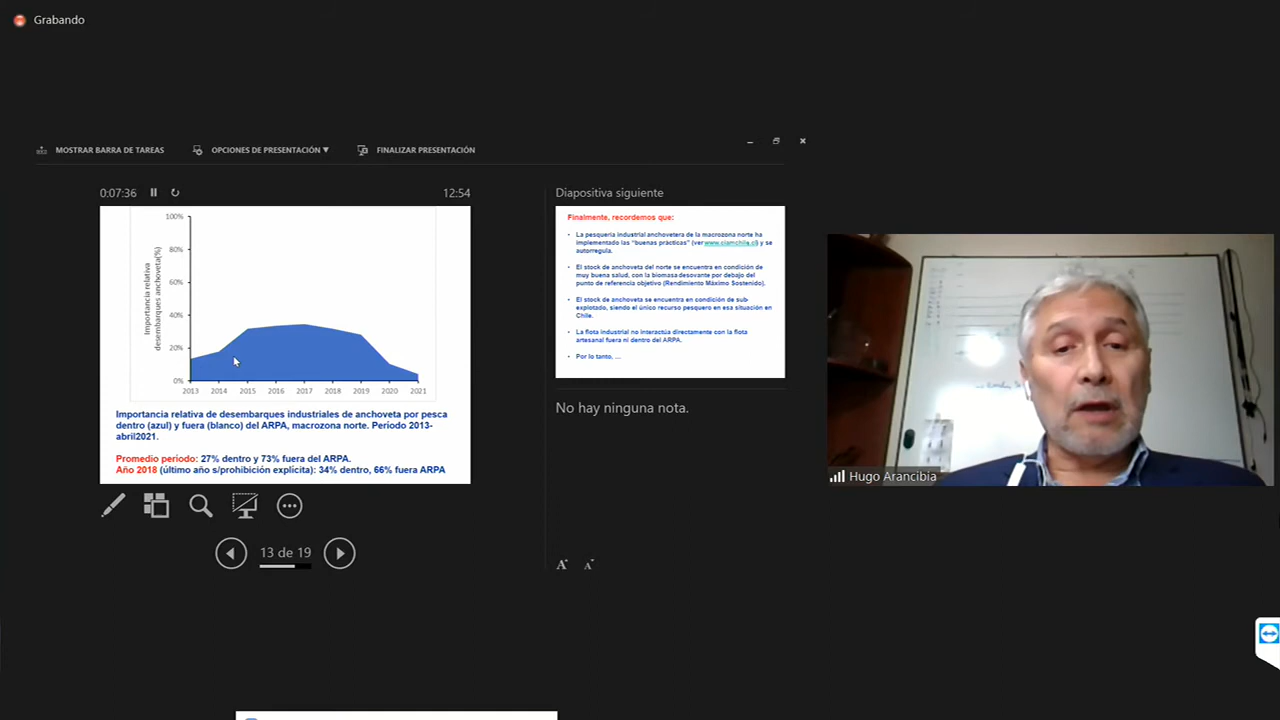 Grabando
MOSTRAR BARRA DE TAREAS
OPCIONES DE PRESENTACIÓN ▼
FINALIZAR PRESENTACIÓN
0:07:36
12:54
Importancia relativa
desembarques anchoveta(%)
100%
80%
60%
40%
20%
0%
2013 2014 2015 2016 2017 2018 2019 2020 2021
Importancia relativa de desembarques industriales de anchoveta por pesca
dentro (azul) y fuera (blanco) del ARPA, macrozona norte. Período 2013-
abril2021.
Promedio periodo: 27% dentro y 73% fuera del ARPA.
Año 2018 (último año s/prohibición explícita): 34% dentro, 66% fuera ARPA
13 de 19
Diapositiva siguiente
Finalmente, recordemos que:
• La pesquería industrial anchovetera de la macrozona norte ha
implementado las "buenas prácticas" (ver www.ciamchile.cl) y se
autorregula.
• El stock de anchoveta del norte se encuentra en condición de
muy buena salud, con la biomasa desovante por debajo del
punto de referencia objetivo (Rendimiento Máximo Sostenido).
• El stock de anchoveta se encuentra en condición de sub-
explotado, siendo el único recurso pesquero en esa situación en
Chile.
• La flota industrial no interactúa directamente con la flota
artesanal fuera ni dentro del ARPA.
• Por lo tanto, ...
No hay ninguna nota.
A A
Hugo Arancibia